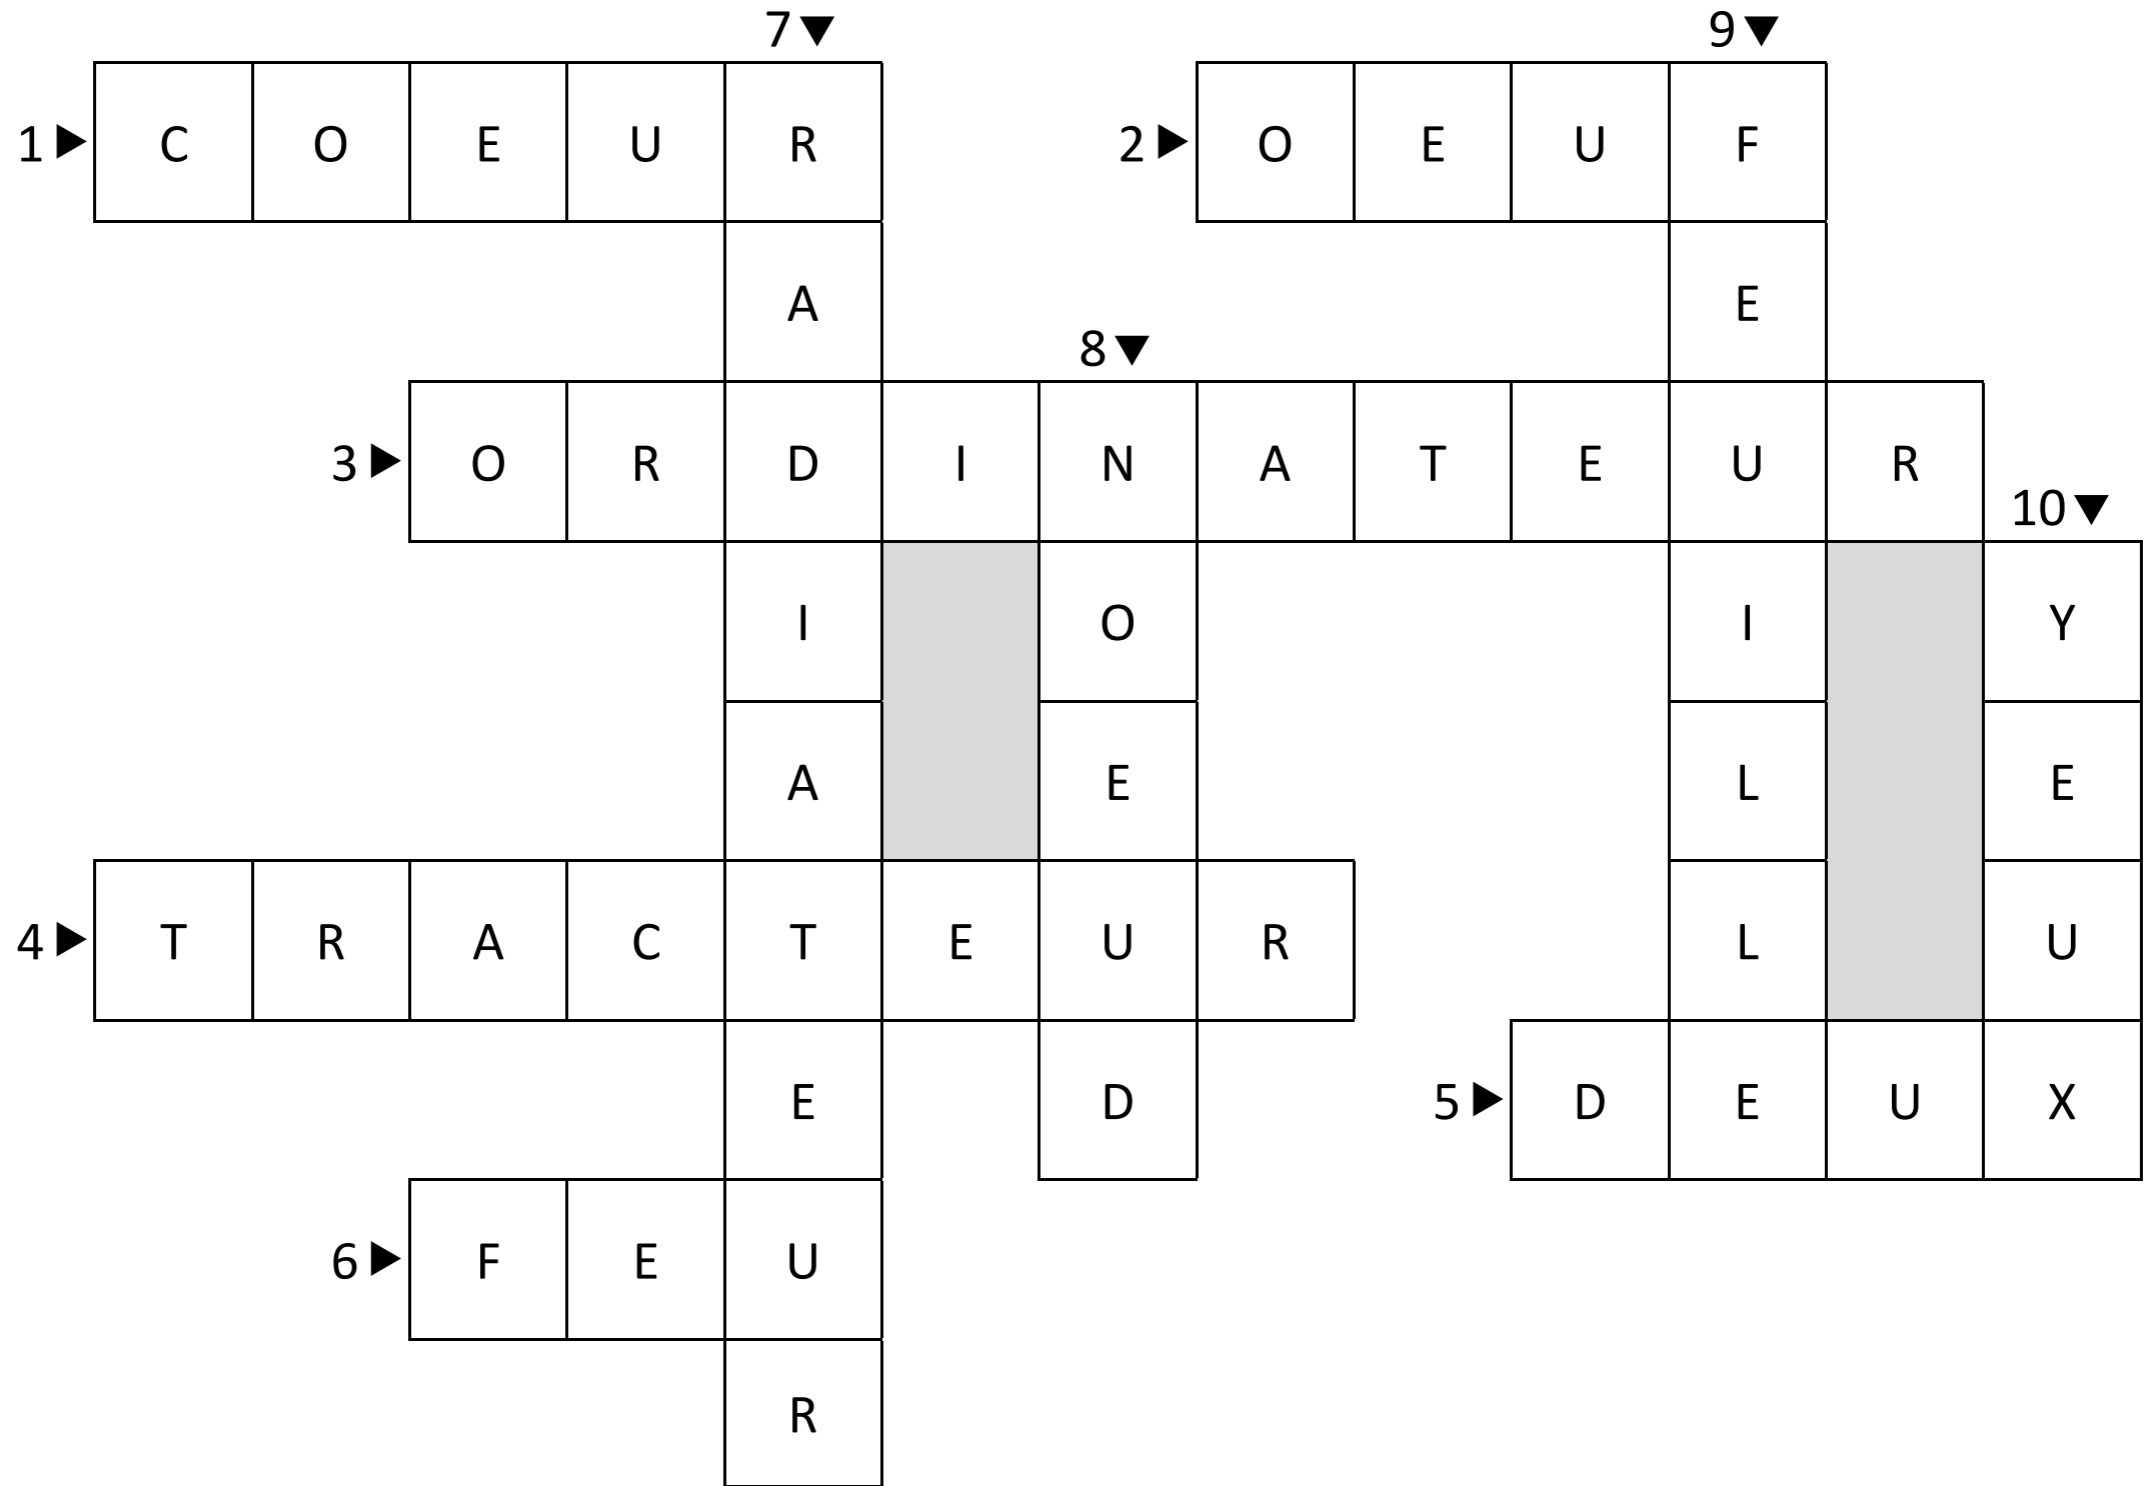 7▼ 9▼
1▶ C O E U R 2▶ O E U F
A E
8▼
3▶ O R D I N A T E U R
10▼
I O I Y
A E L E
4▶ T R A C T E U R L U
E D 5▶ D E U X
6▶ F E U
R